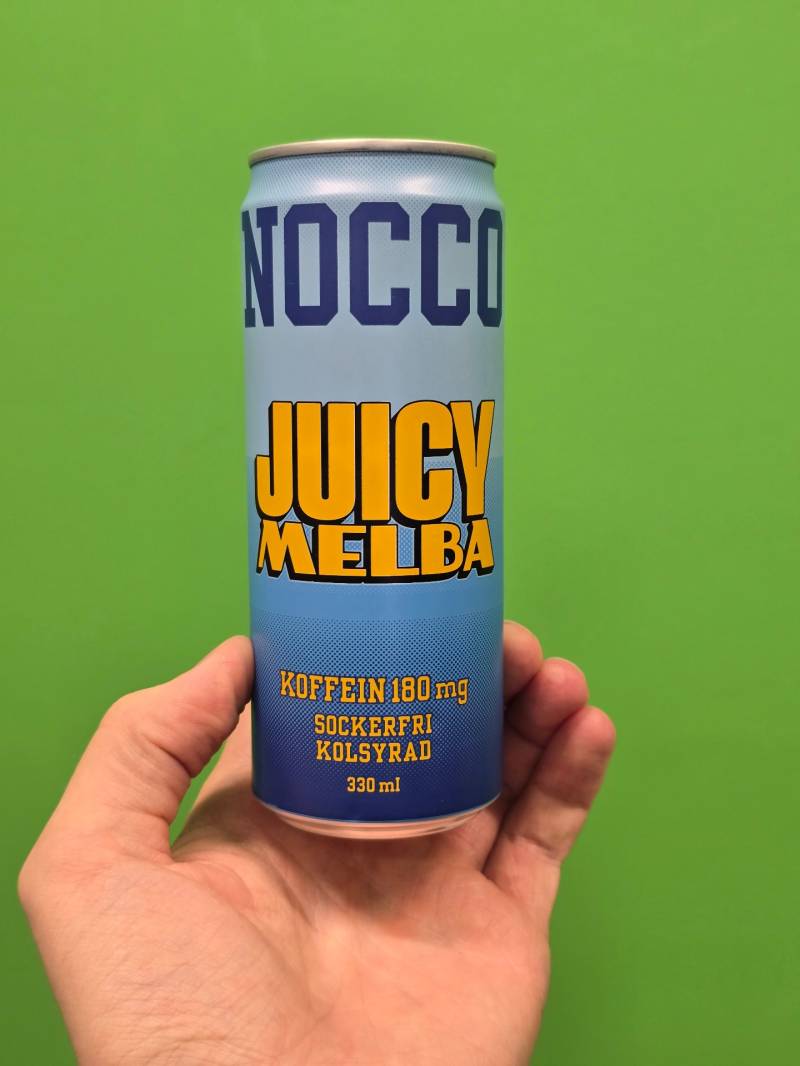 NOCCO
JUICY
MELBA
KOFFEIN 180 mg
SOCKERFRI
KOLSYRAD
330 ml